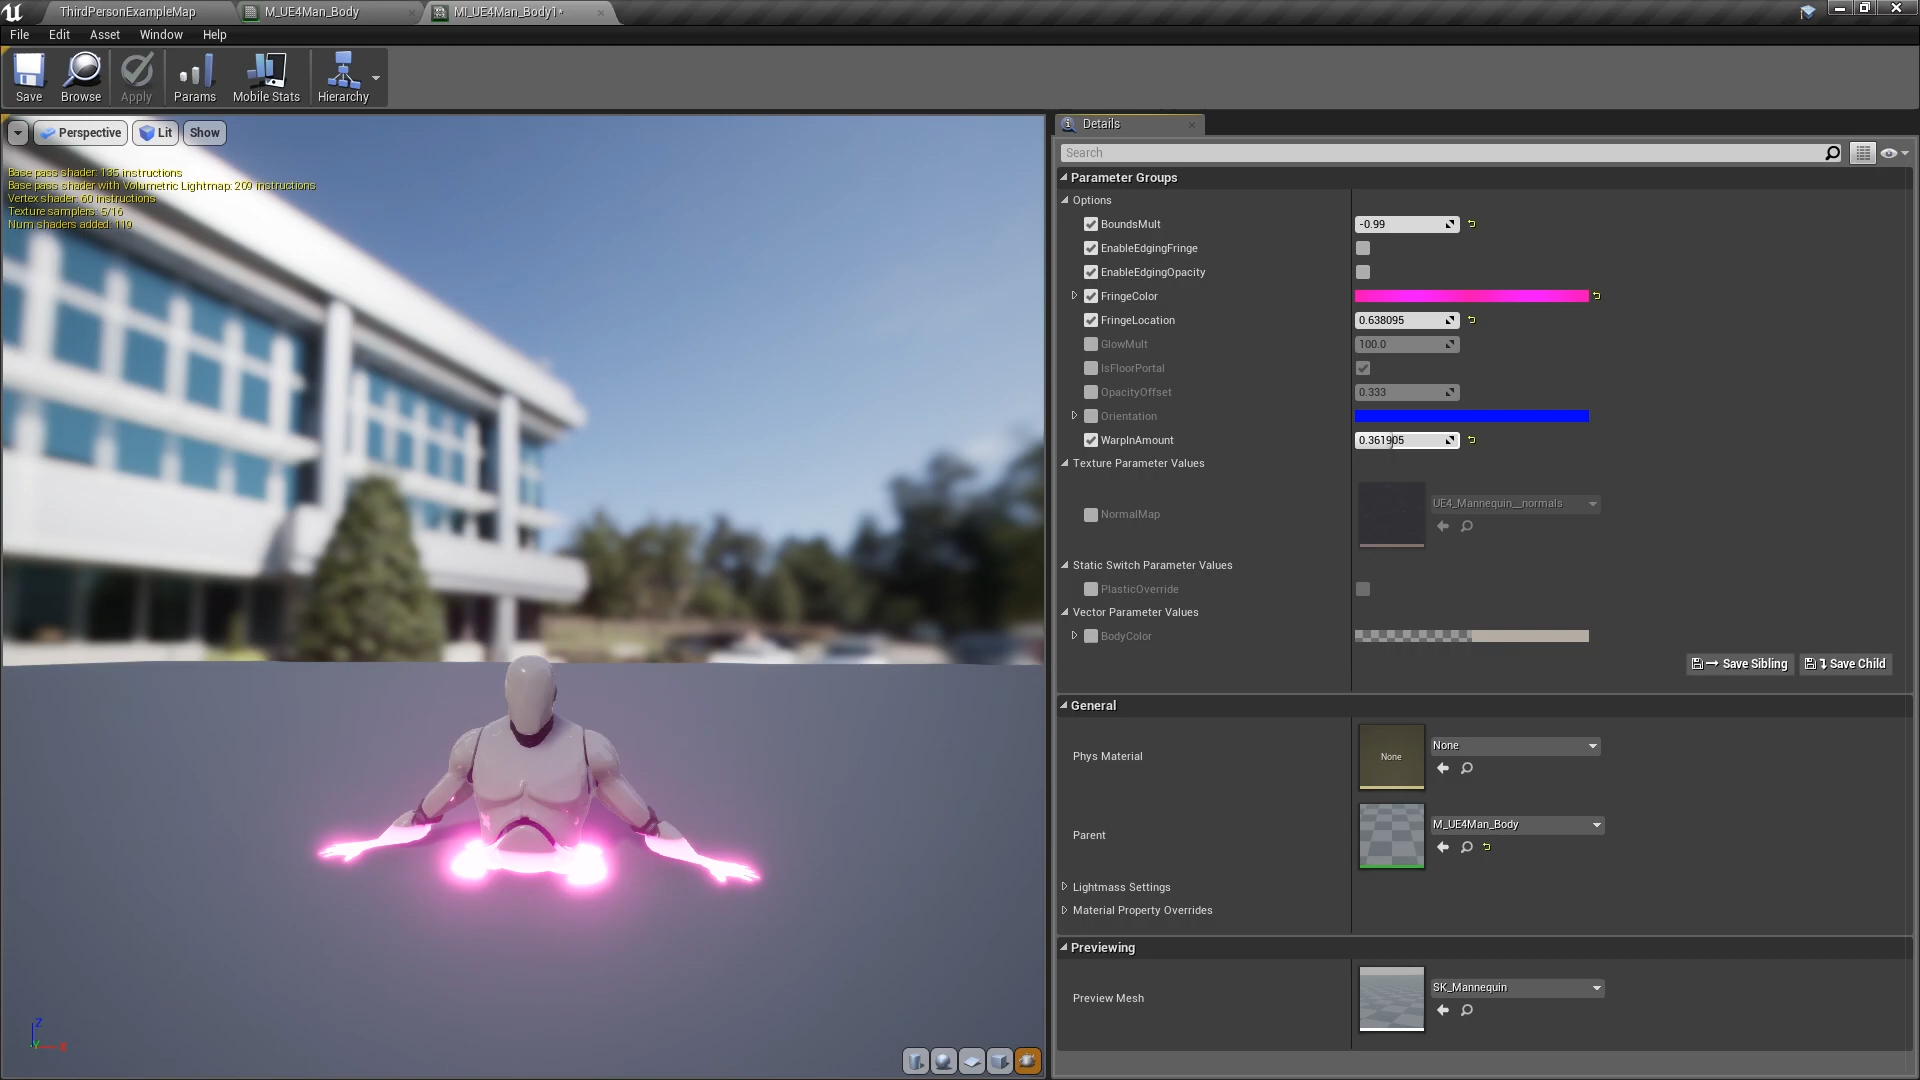 ThirdPersonExampleMap
M_UE4Man_Body
MI_UE4Man_Body1*
File Edit Asset Window Help
Save Browse Apply Params Mobile Stats Hierarchy
Perspective Lit Show
Base pass shader: 135 instructions
Base pass shader with Volumetric Lightmap: 209 instructions
Vertex shader: 60 instructions
Texture samplers: 5/16
Num shaders added: 119
Z
Y
X
Details
Search
Parameter Groups
Options
BoundsMult -0.99
EnableEdgingFringe
EnableEdgingOpacity
FringeColor
FringeLocation 0.638095
GlowMult 100.0
IsFloorPortal
OpacityOffset 0.333
Orientation
WarpInAmount 0.361905
Texture Parameter Values
NormalMap UE4_Mannequin__normals
Static Switch Parameter Values
PlasticOverride
Vector Parameter Values
BodyColor
Save Sibling Save Child
General
Phys Material None None
Parent M_UE4Man_Body
Lightmass Settings
Material Property Overrides
Previewing
Preview Mesh SK_Mannequin